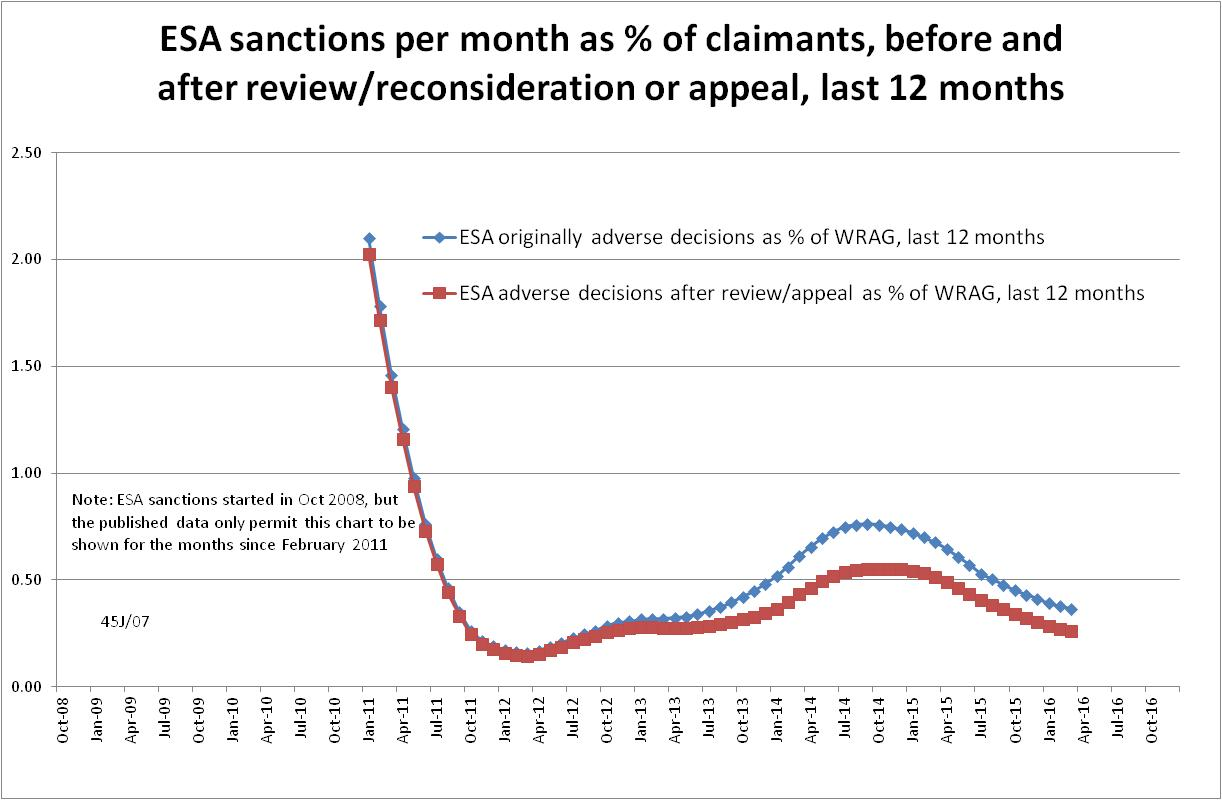 ESA sanctions per month as % of claimants, before and
after review/reconsideration or appeal, last 12 months
2.50
2.00
1.50
1.00
0.50
0.00
ESA originally adverse decisions as % of WRAG, last 12 months
ESA adverse decisions after review/appeal as % of WRAG, last 12 months
Note: ESA sanctions started in Oct 2008, but
the published data only permit this chart to be
shown for the months since February 2011
45J/07
Oct-08
Jan-09
Apr-09
Jul-09
Oct-09
Jan-10
Apr-10
Jul-10
Oct-10
Jan-11
Apr-11
Jul-11
Oct-11
Jan-12
Apr-12
Jul-12
Oct-12
Jan-13
Apr-13
Jul-13
Oct-13
Jan-14
Apr-14
Jul-14
Oct-14
Jan-15
Apr-15
Jul-15
Oct-15
Jan-16
Apr-16
Jul-16
Oct-16